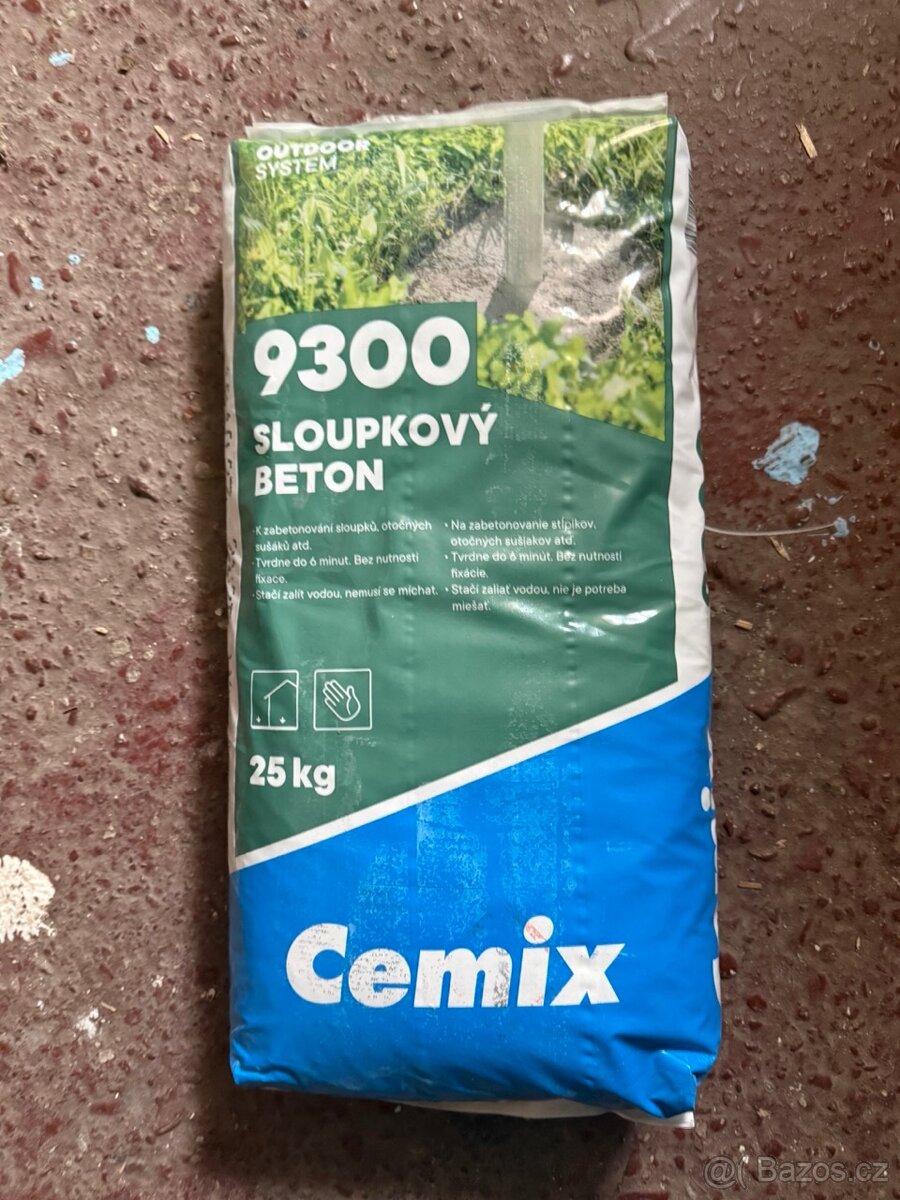 OUTDOOR
SYSTEM
9300
SLOUPKOVÝ
BETON
· K zabetonování sloupků, otočných
sušáků atd.
· Tvrdne do 6 minut. Bez nutnosti
fixace.
· Stačí zalít vodou, nemusí se míchat.
• Na zabetonovanie stĺpikov,
otočných sušiakov atď.
• Tvrdne do 6 minút. Bez nutnosti
fixácie.
• Stačí zaliať vodou, nie je potreba
miešať.
25 kg
Cemix
@( Bazos.cz